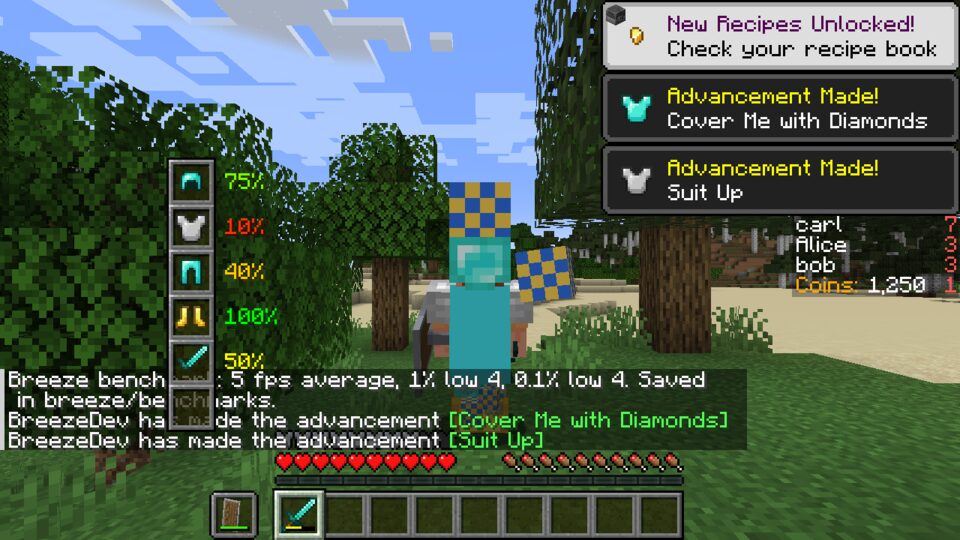 New Recipes Unlocked!
Check your recipe book
Advancement Made!
Cover Me with Diamonds
Advancement Made!
Suit Up
75%
10%
40%
100%
50%
carl 7
Alice 3
bob 3
Coins: 1,250 1
Breeze : 5 fps average, 1% low 4, 0.1% low 4. Saved
in breeze/benchmarks.
BreezeDev has made the advancement [Cover Me with Diamonds]
BreezeDev has made the advancement [Suit Up]